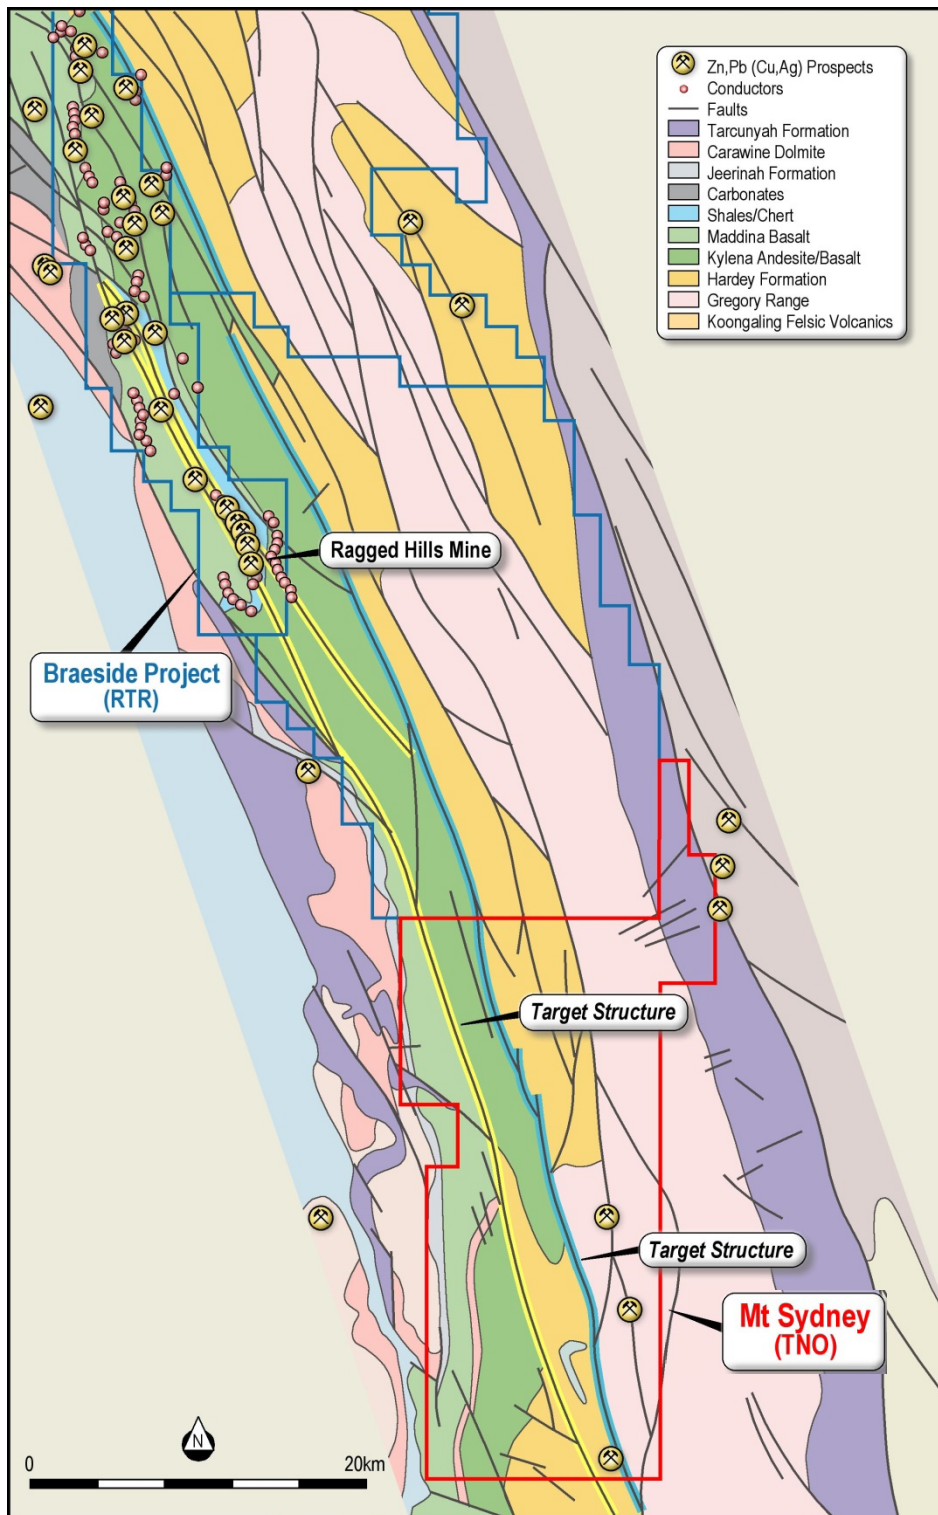 Zn,Pb (Cu,Ag) Prospects
Conductors
Faults
Tarcunyah Formation
Carawine Dolmite
Jeerinah Formation
Carbonates
Shales/Chert
Maddina Basalt
Kylena Andesite/Basalt
Hardey Formation
Gregory Range
Koongaling Felsic Volcanics
Ragged Hills Mine
Braeside Project
(RTR)
Target Structure
Target Structure
Mt Sydney
(TNO)
N
0 20km